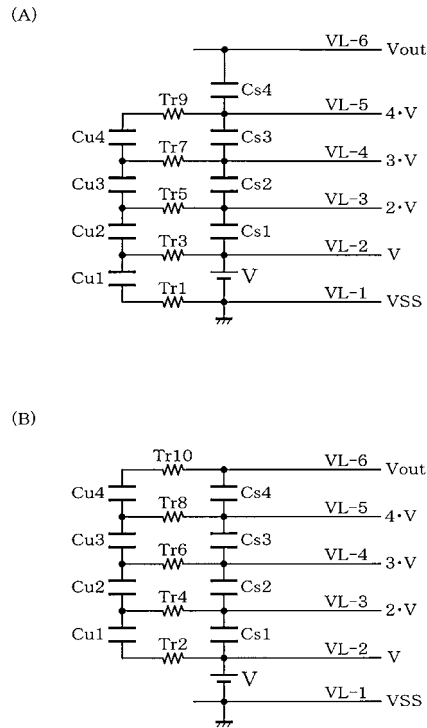 (A)
VL-6 Vout
Cs4
Tr9 VL-5 4·V
Cu4 Cs3
Tr7 VL-4 3·V
Cu3 Cs2
Tr5 VL-3 2·V
Cu2 Cs1
Tr3 VL-2 V
Cu1 V
Tr1 VL-1 VSS
(B)
Tr10 VL-6 Vout
Cu4 Cs4
Tr8 VL-5 4·V
Cu3 Cs3
Tr6 VL-4 3·V
Cu2 Cs2
Tr4 VL-3 2·V
Cu1 Cs1
Tr2 VL-2 V
V
VL-1 VSS